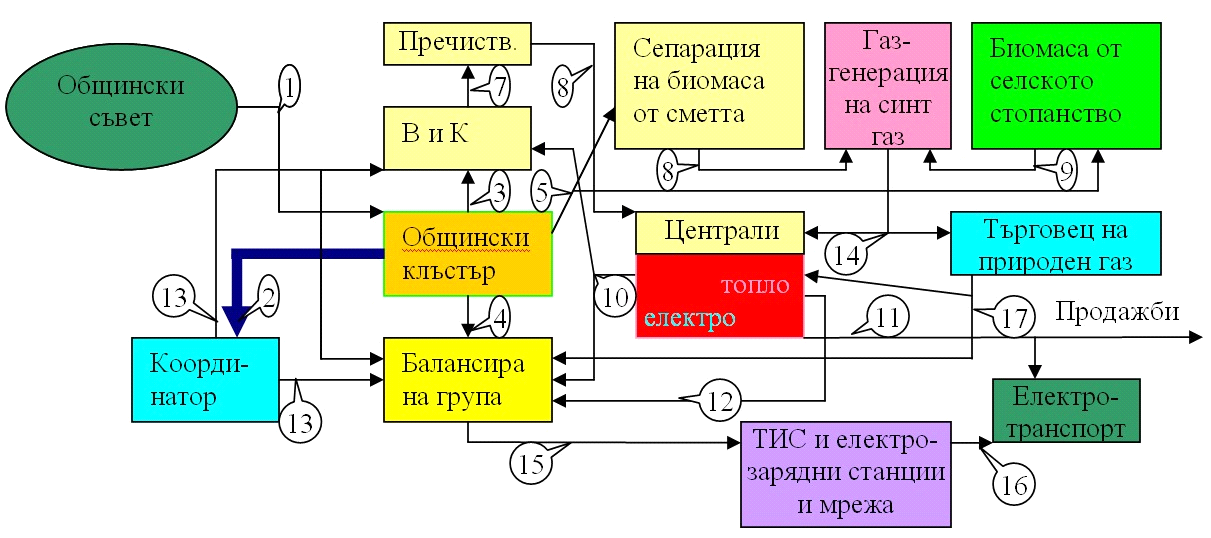 Общински
съвет
1
Пречиств.
7
8
В и К
Сепарация
на биомаса
от сметта
8
Газ-
генерация
на синт
газ
Биомаса от
селското
стопанство
9
3
5
Общински
клъстър
Централи
топло
електро
14
Търговец на
природен газ
13
2
4
10
11
17
Продажби
Коорди-
натор
13
Балансира
на група
12
Електро-
транспорт
15
ТИС и електро-
зарядни станции
и мрежа
16